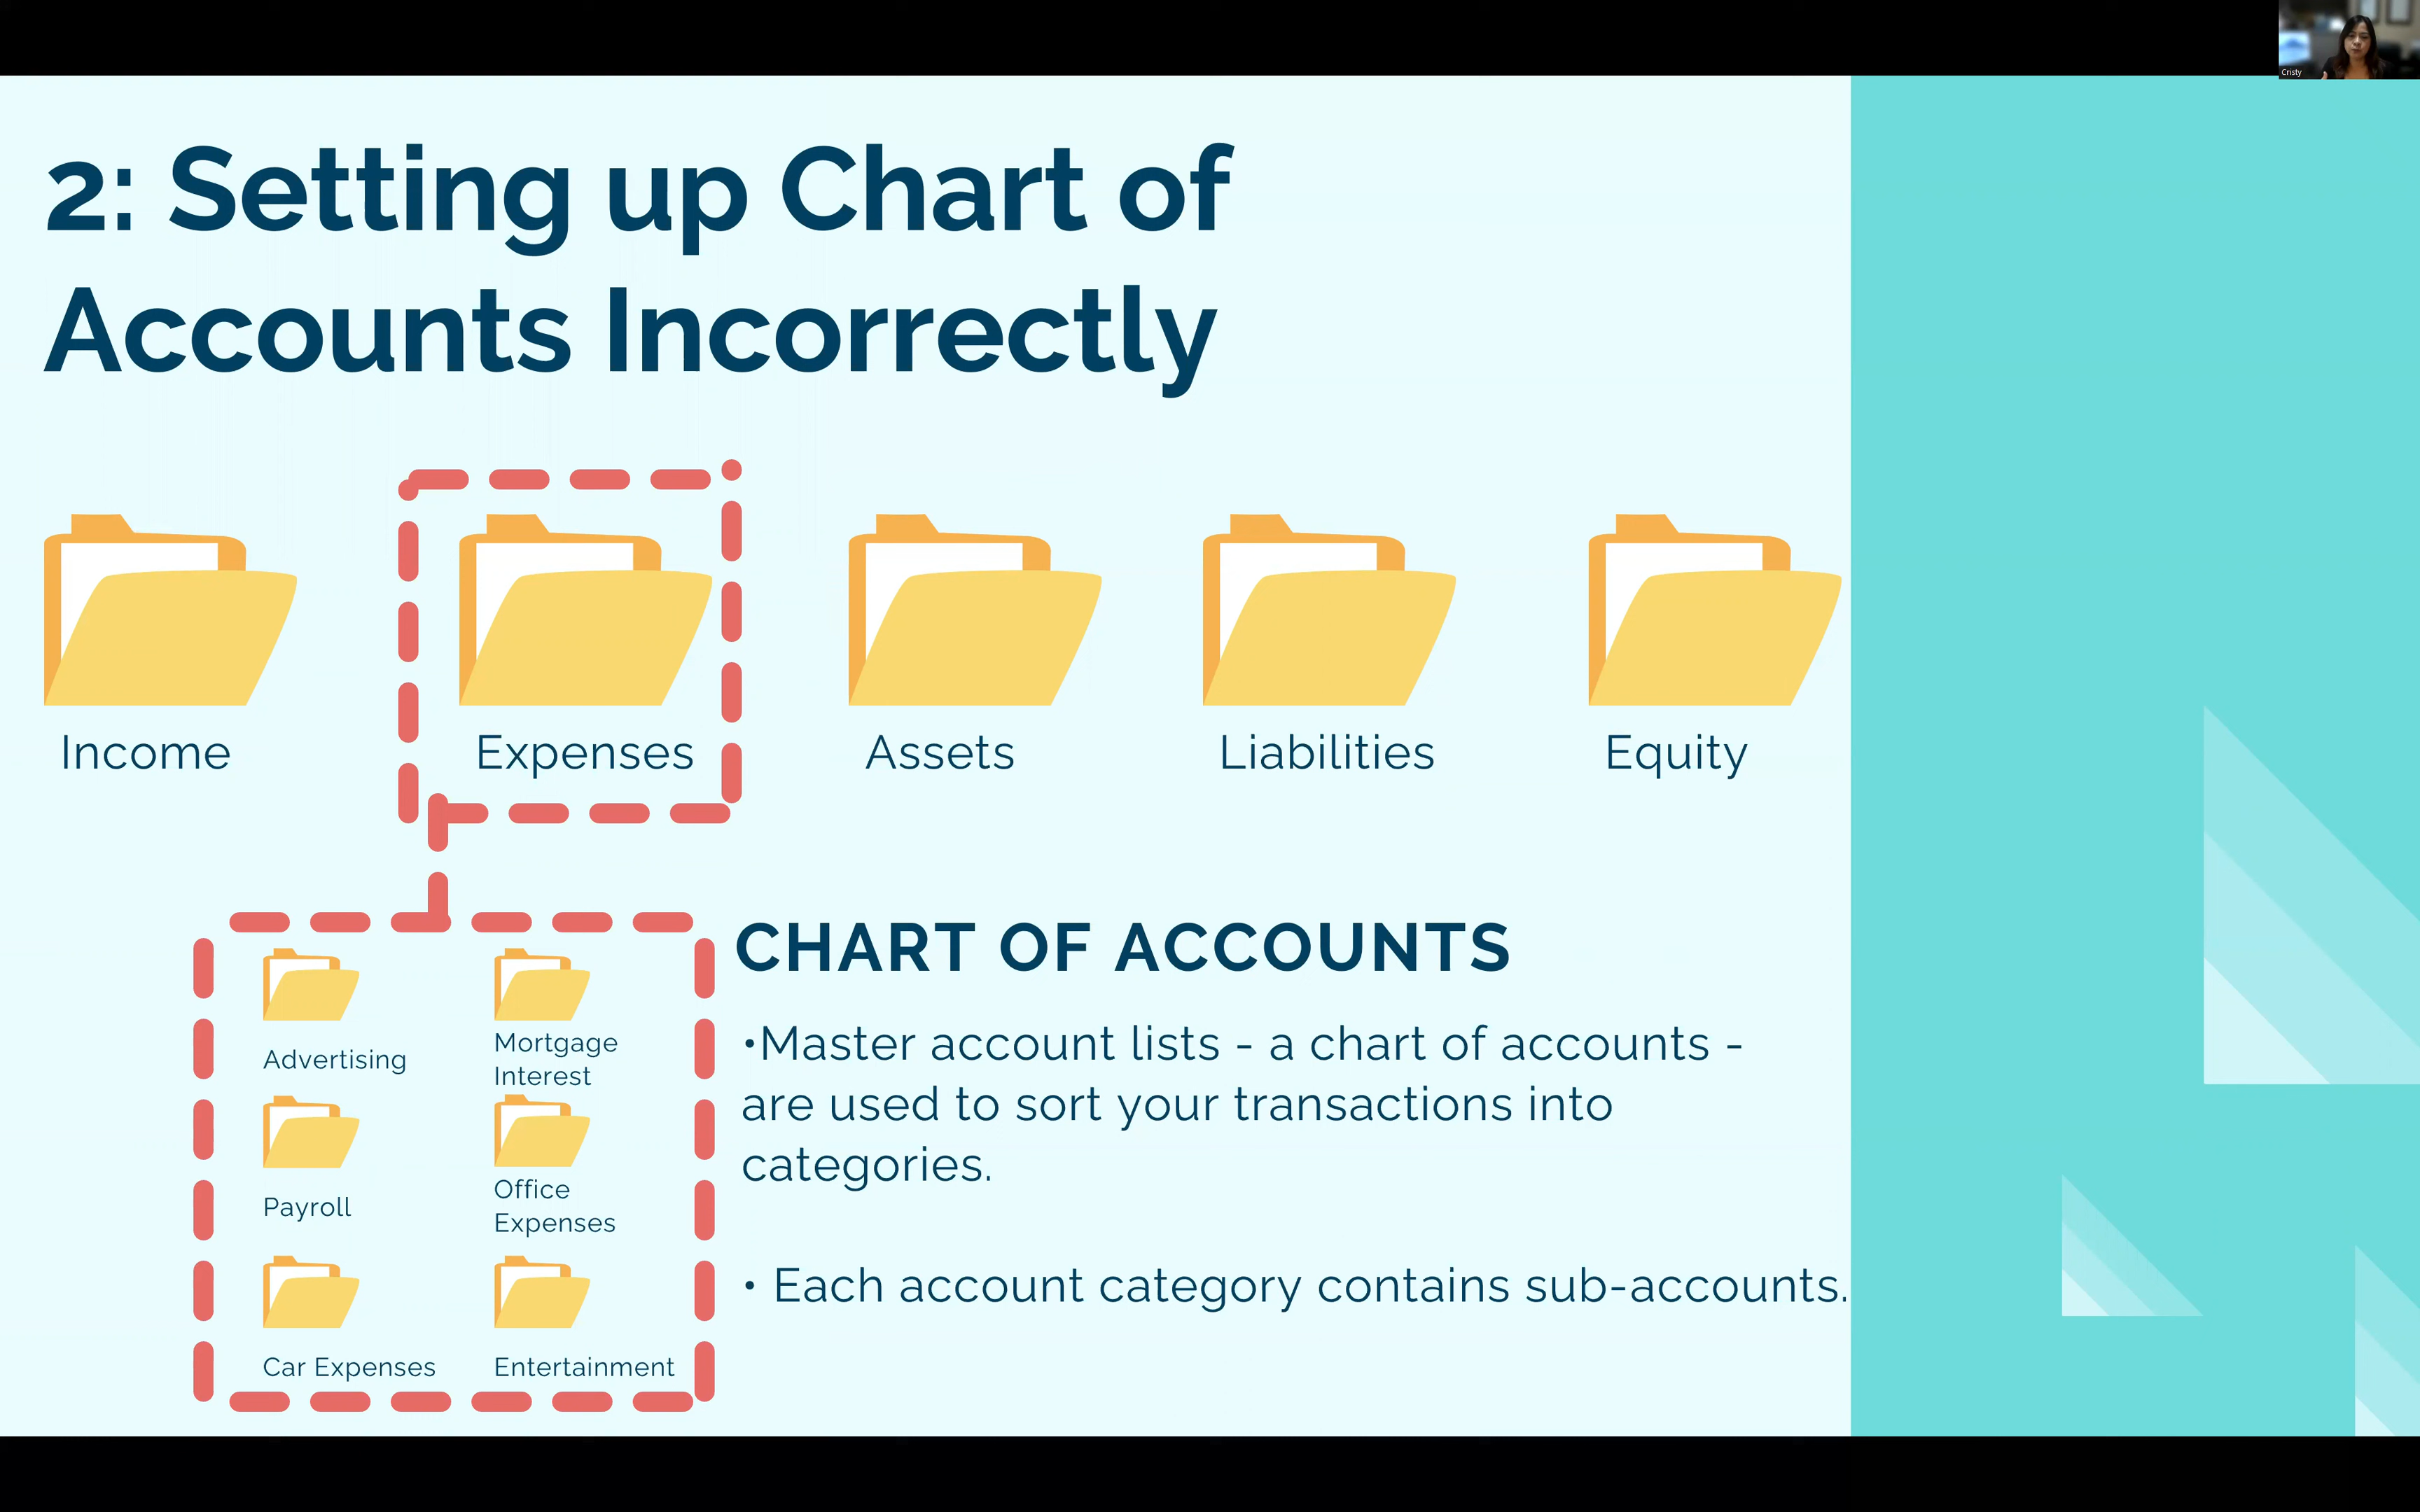 Cristy
2: Setting up Chart of
Accounts Incorrectly
Income
Expenses
Assets
Liabilities
Equity
Advertising
Mortgage
Interest
Payroll
Office
Expenses
Car Expenses
Entertainment
CHART OF ACCOUNTS
•Master account lists - a chart of accounts -
are used to sort your transactions into
categories.
• Each account category contains sub-accounts.